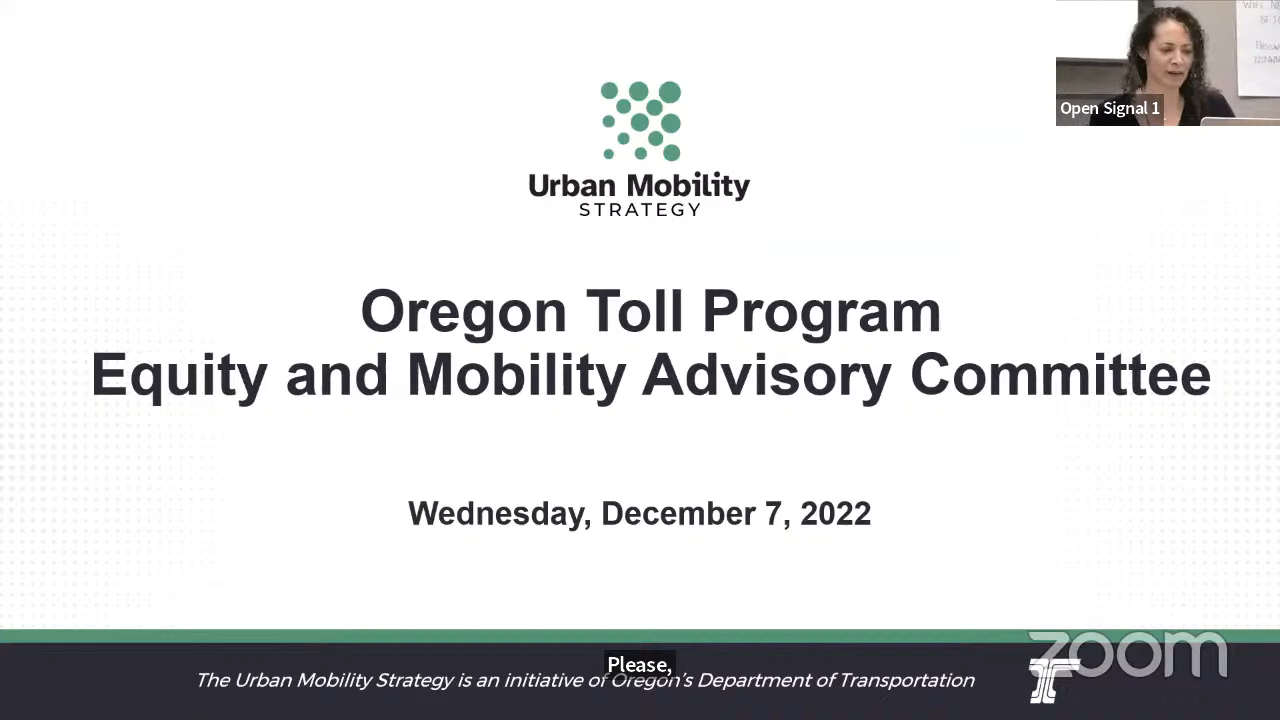 Urban Mobility
STRATEGY
Open Signal 1
Oregon Toll Program
Equity and Mobility Advisory Committee
Wednesday, December 7, 2022
Please,
The Urban Mobility Strategy is an initiative of Oregon's Department of Transportation
zoom